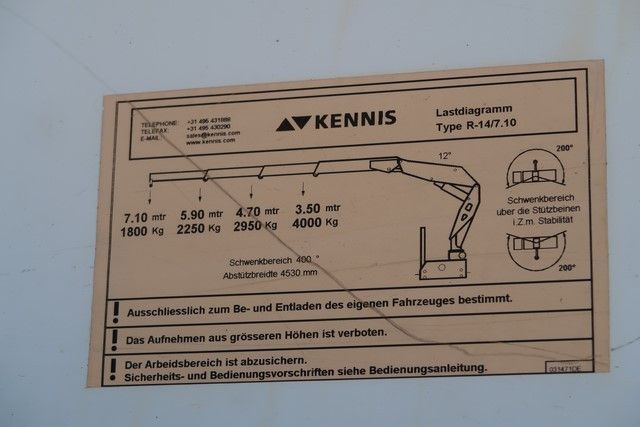 TELEPHONE: +31 495 431886
TELEFAX: +31 495 430290
E-MAIL: sales@kennis.com
www.kennis.com
KENNIS
Lastdiagramm
Type R-14/7.10
12°
200°
7.10 mtr 5.90 mtr 4.70 mtr 3.50 mtr
1800 Kg 2250 Kg 2950 Kg 4000 Kg
Schwenkbereich
über die Stützbeinen
i.Z.m. Stabilität
200°
Schwenkbereich 400 °
Abstützbreidte 4530 mm
! Ausschliesslich zum Be- und Entladen des eigenen Fahrzeuges bestimmt.
! Das Aufnehmen aus grösseren Höhen ist verboten.
! Der Arbeitsbereich ist abzusichern.
Sicherheits- und Bedienungsvorschriften siehe Bedienungsanleitung.
031471DE